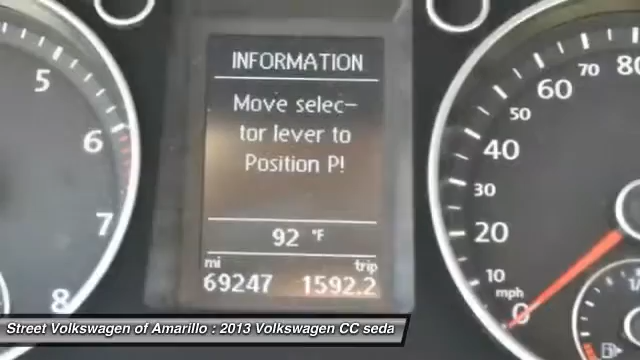 INFORMATION
Move selec-
tor lever to
Position P!
92 °F
mi trip
69247 1592.2
5
6
7
8
80
70
60
50
40
30
20
10
mph
0
Street Volkswagen of Amarillo : 2013 Volkswagen CC seda